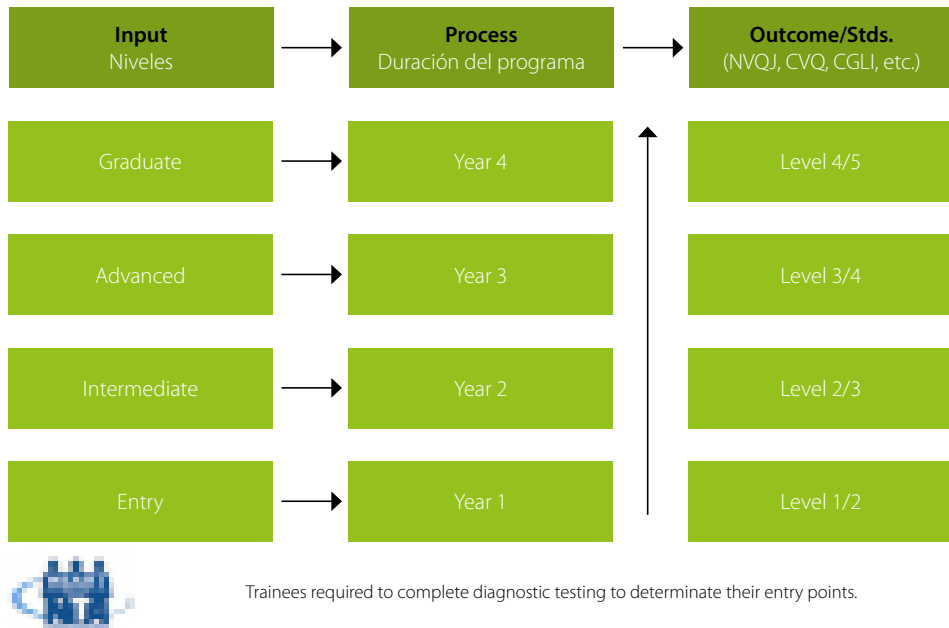 Input
Niveles
Process
Duración del programa
Outcome/Stds.
(NVQJ, CVQ, CGLI, etc.)
Graduate
Year 4
Level 4/5
Advanced
Year 3
Level 3/4
Intermediate
Year 2
Level 2/3
Entry
Year 1
Level 1/2
Trainees required to complete diagnostic testing to determinate their entry points.